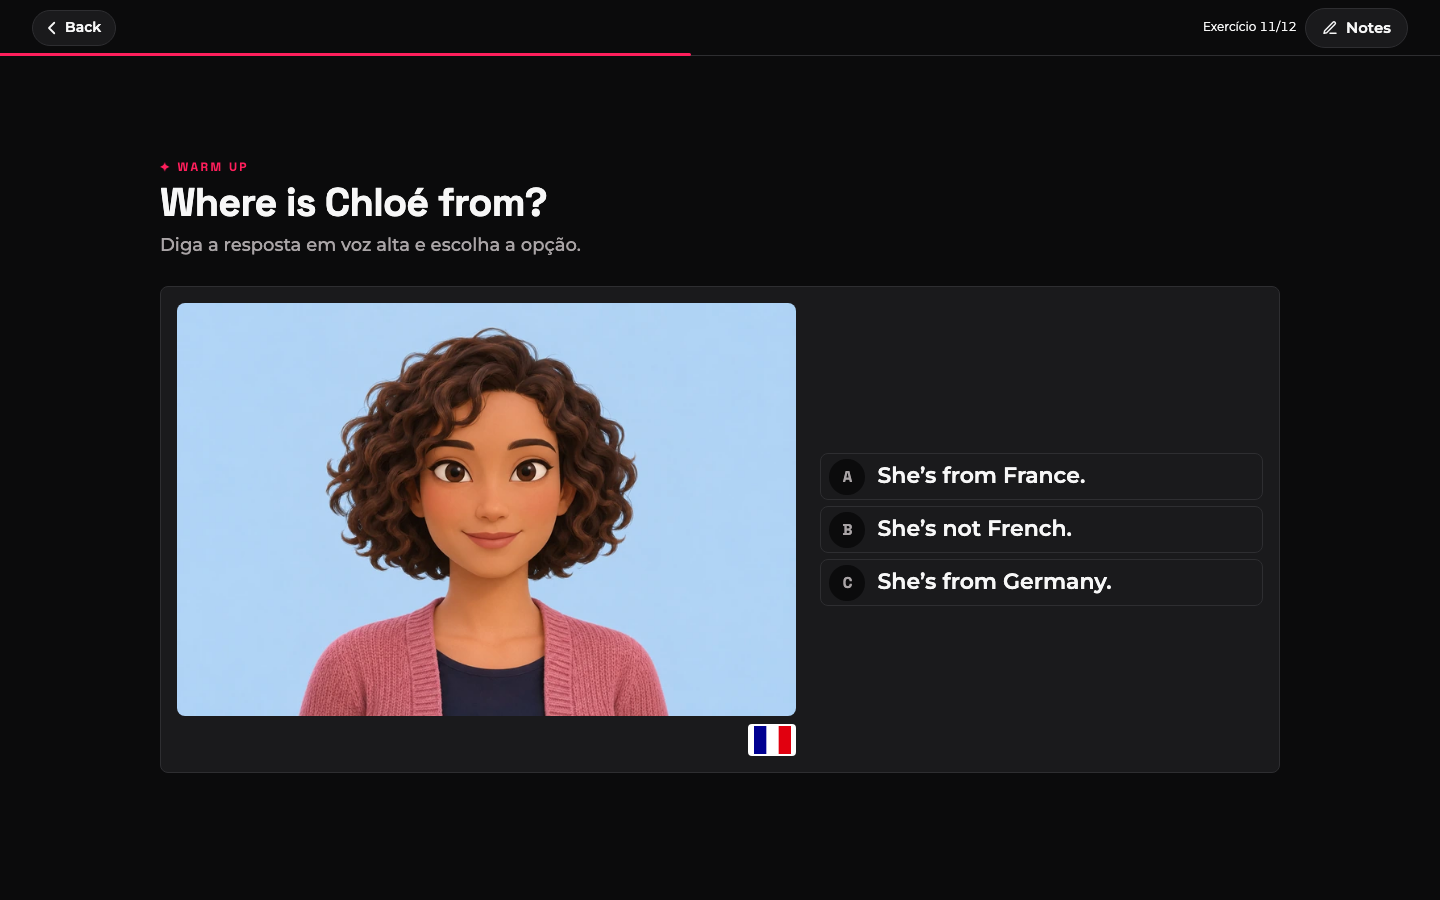 Back
Exercício 11/12
Notes
WARM UP
Where is Chloé from?
Diga a resposta em voz alta e escolha a opção.
A She’s from France.
B She’s not French.
C She’s from Germany.